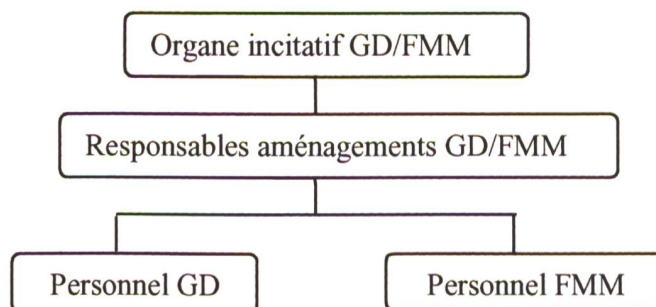 Organe incitatif GD/FMM
Responsables aménagements GD/FMM
Personnel GD
Personnel FMM